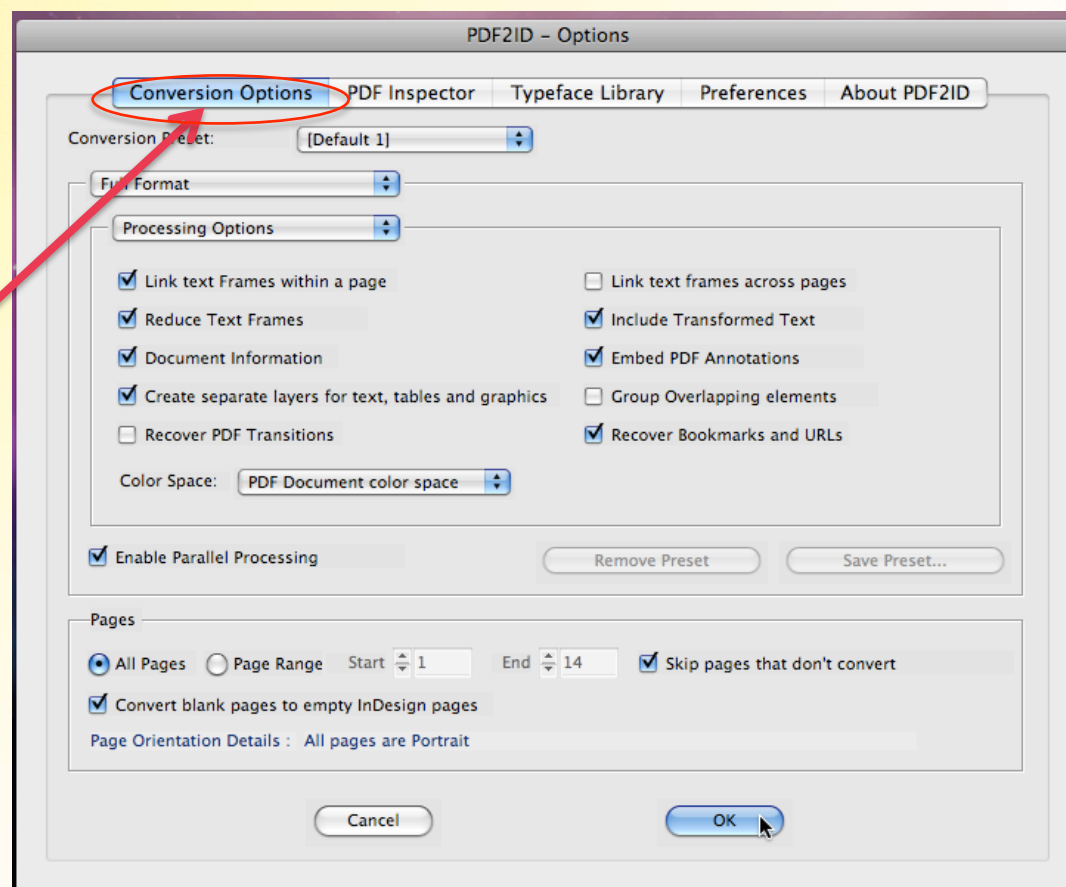 PDF2ID – Options
Conversion Options PDF Inspector Typeface Library Preferences About PDF2ID
Conversion Preset: [Default 1]
Full Format
Processing Options
Link text Frames within a page Link text frames across pages
Reduce Text Frames Include Transformed Text
Document Information Embed PDF Annotations
Create separate layers for text, tables and graphics Group Overlapping elements
Recover PDF Transitions Recover Bookmarks and URLs
Color Space: PDF Document color space
Enable Parallel Processing Remove Preset Save Preset...
Pages
All Pages Page Range Start 1 End 14 Skip pages that don't convert
Convert blank pages to empty InDesign pages
Page Orientation Details : All pages are Portrait
Cancel OK